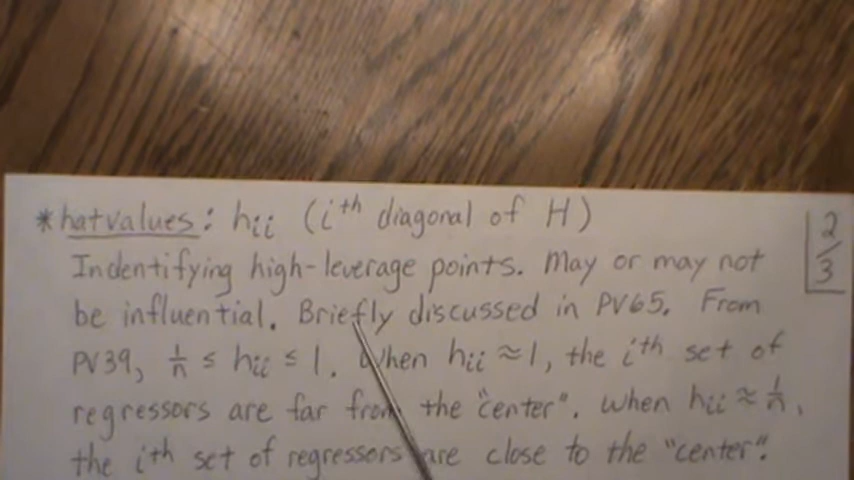 *hatvalues: hᵢᵢ (iᵗʰ diagonal of H)
2/3
Indentifying high-leverage points. May or may not
be influential. Briefly discussed in PV65. From
PV39, 1/n ≤ hᵢᵢ ≤ 1. When hᵢᵢ ≈ 1, the iᵗʰ set of
regressors are far from the "center". When hᵢᵢ ≈ 1/n,
the iᵗʰ set of regressors are close to the "center".